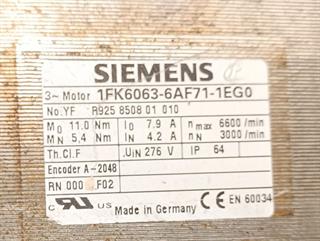 SIEMENS
3~ Motor 1FK6063-6AF71-1EG0
No.YF R925 8508 01 010
M0 11.0 Nm I0 7.9 A nmax 6600/min
MN 5,4 Nm IN 4.2 A nN 3000/min
Th.Cl.F UIN 276 V IP 64
Encoder A-2048
RN 000 F02
c US Made in Germany CE EN 60034